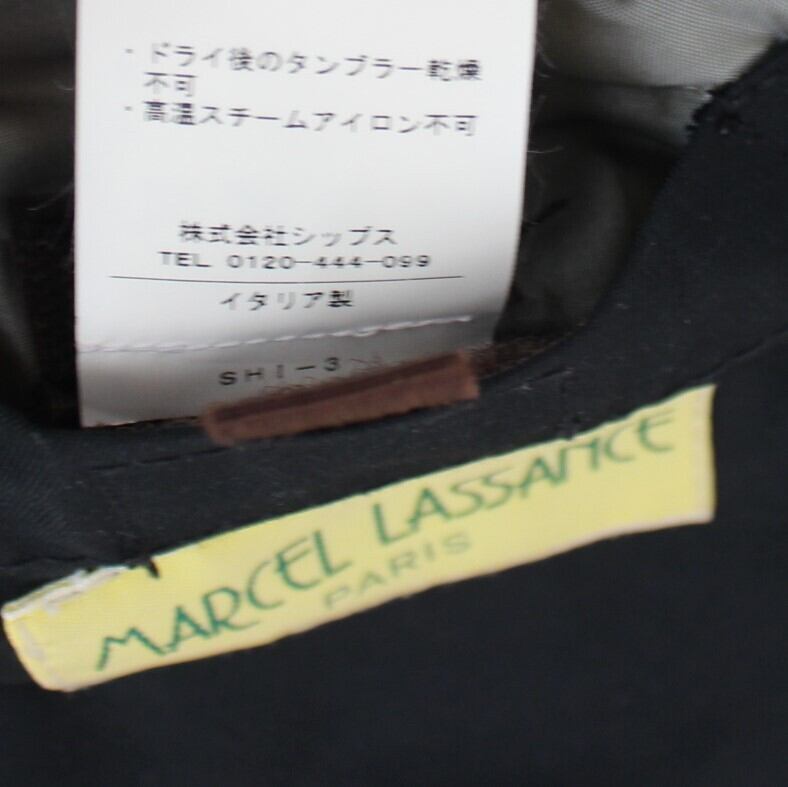 ・ドライ後のタンブラー乾燥
不可
・高温スチームアイロン不可
株式会社シップス
TEL 0120-444-099
イタリア製
SHI-3
MARCEL LASSANCE
PARIS